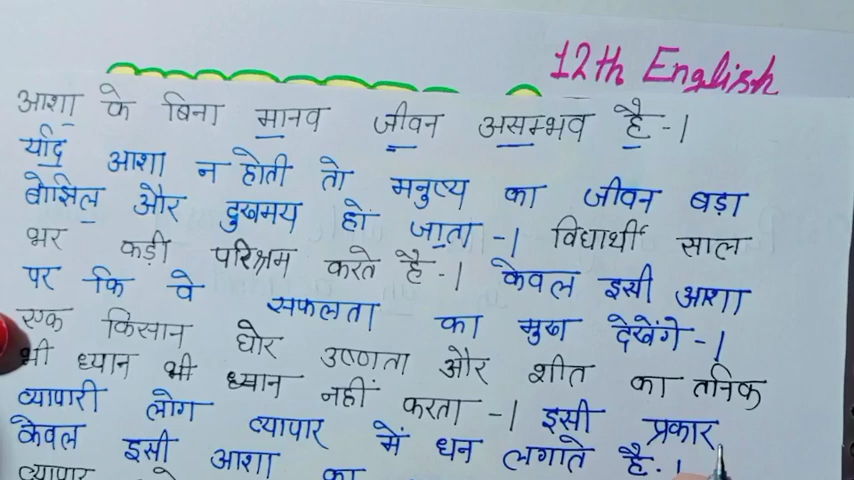 12th English
आशा के बिना मानव जीवन असम्भव है -।
यदि आशा न होती तो मनुष्य का जीवन बड़ा
बोझिल और दुखमय हो जाता -। विद्यार्थी साल
भर कड़ी परिश्रम करते है -। केवल इसी आशा
पर कि वे सफलता का मुख देखेंगे -।
एक किसान घोर उष्णता और शीत का तनिक
भी ध्यान भी ध्यान नहीं करता -। इसी प्रकार
व्यापारी लोग व्यापार में धन लगाते है -।
केवल इसी आशा का
व्यापार